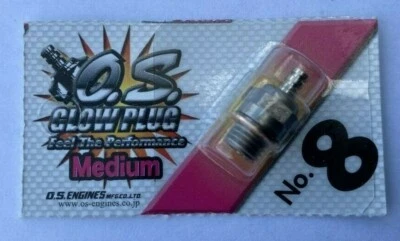 O.S.
GLOW PLUG
Feel The Performance
Medium
O.S. ENGINES MFG.CO.LTD.
www.os-engines.co.jp
No. 8